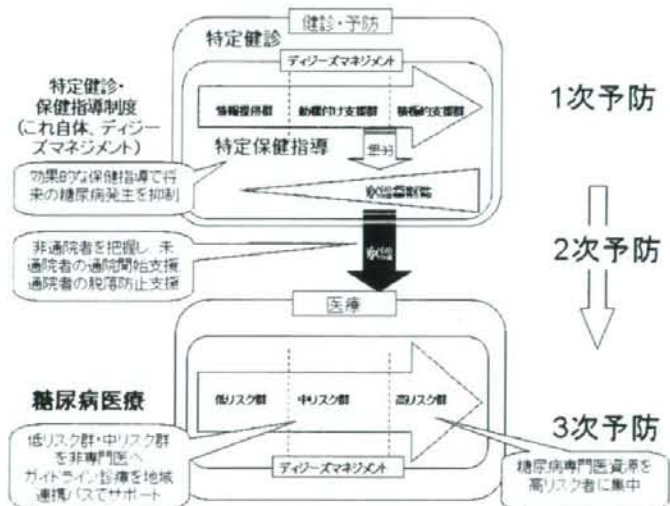 健診・予防
特定健診
ディジーズマネジメント
特定健診・
保健指導制度
(これ自体、ディジー
ズマネジメント)
情報提供群
動機付け支援群
積極的支援群
1次予防
特定保健指導
効果的な保健指導で将
来の糖尿病発生を抑制
非通院者を把握し、未
通院者の通院開始支援
通院者の脱落防止支援
2次予防
医療
糖尿病医療
低リスク群
中リスク群
高リスク群
3次予防
低リスク群・中リスク群
を非専門医へ
ガイドライン診療を地域
連携パスでサポート
ディジーズマネジメント
糖尿病専門医資源を
高リスク者に集中